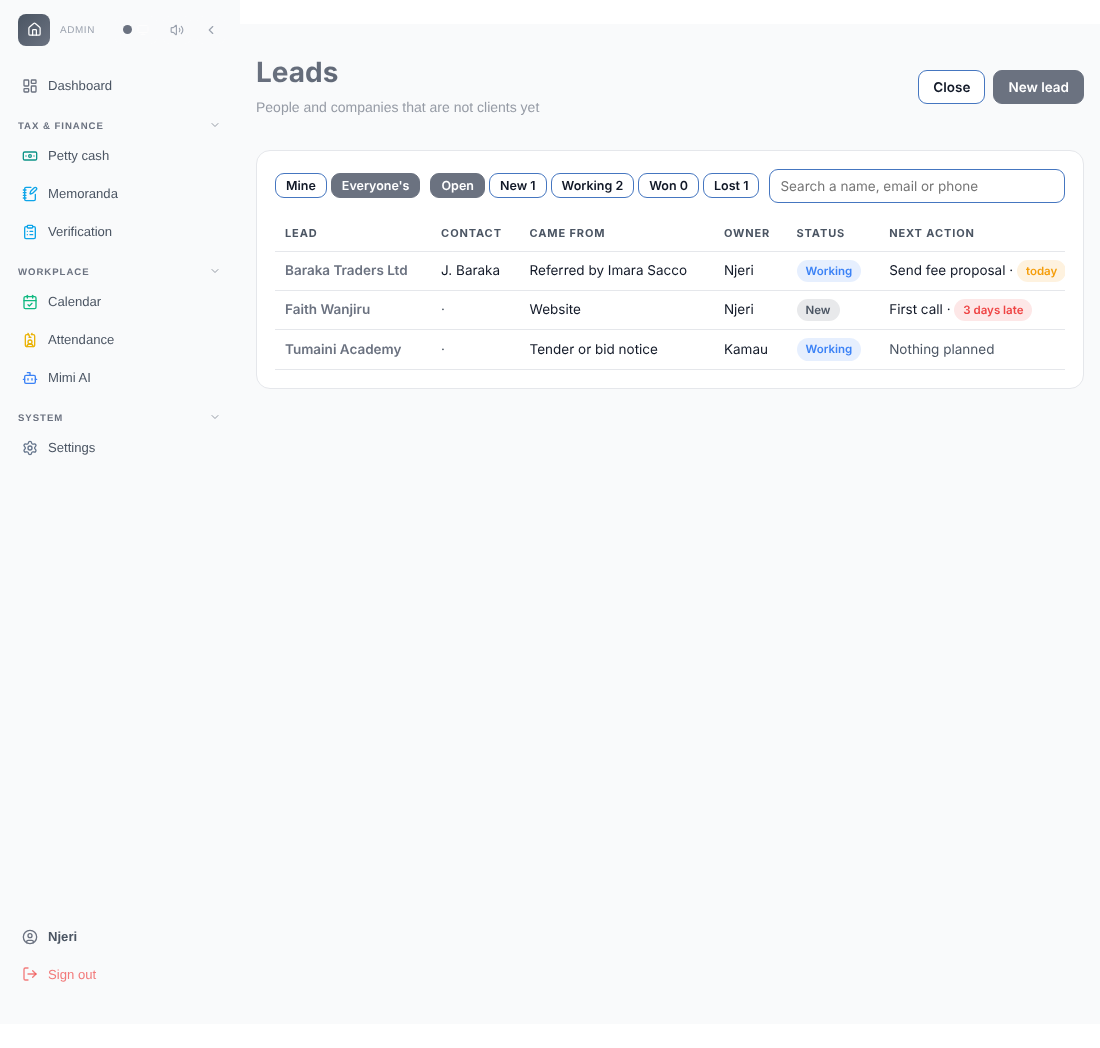 ADMIN
Dashboard
TAX & FINANCE
Petty cash
Memoranda
Verification
WORKPLACE
Calendar
Attendance
Mimi AI
SYSTEM
Settings
Njeri
Sign out
Leads
People and companies that are not clients yet
Close New lead
Mine Everyone's Open New 1 Working 2 Won 0 Lost 1 Search a name, email or phone
LEAD CONTACT CAME FROM OWNER STATUS NEXT ACTION
Baraka Traders Ltd J. Baraka Referred by Imara Sacco Njeri Working Send fee proposal · today
Faith Wanjiru · Website Njeri New First call · 3 days late
Tumaini Academy · Tender or bid notice Kamau Working Nothing planned